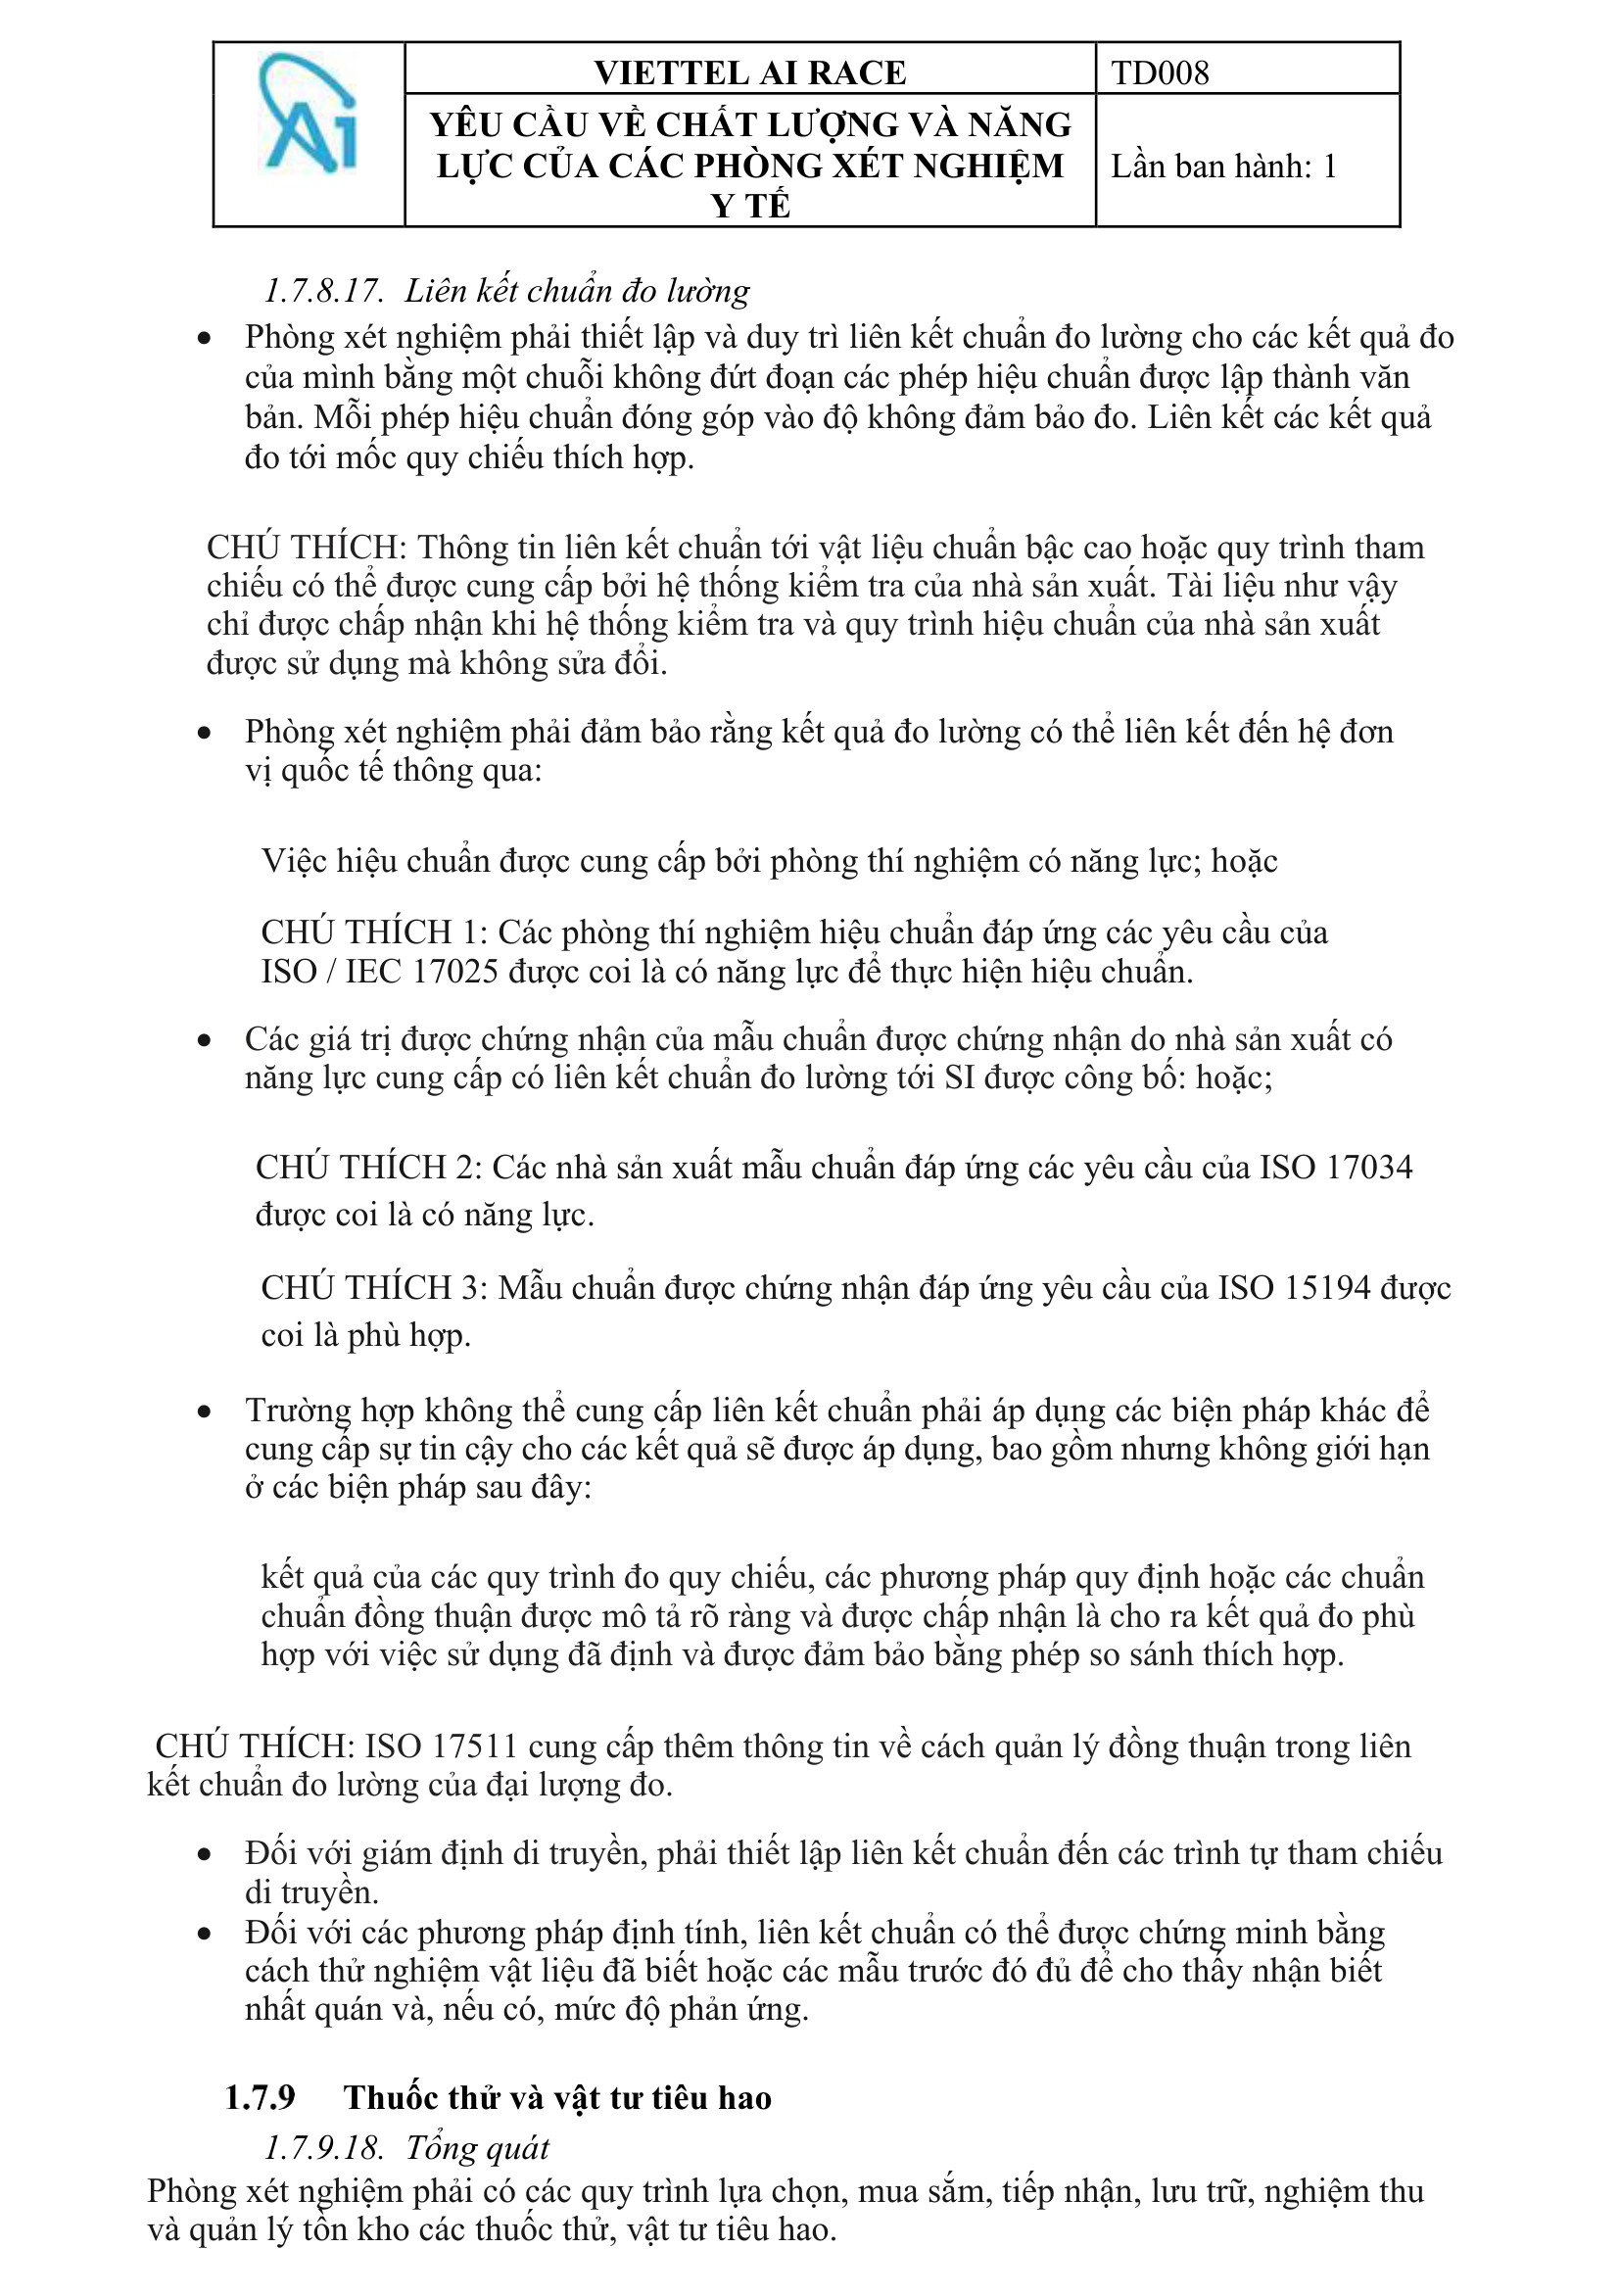 Ai
VIETTEL AI RACE
TD008
YÊU CẦU VỀ CHẤT LƯỢNG VÀ NĂNG
LỰC CỦA CÁC PHÒNG XÉT NGHIỆM
Y TẾ
Lần ban hành: 1
1.7.8.17. Liên kết chuẩn đo lường
• Phòng xét nghiệm phải thiết lập và duy trì liên kết chuẩn đo lường cho các kết quả đo
của mình bằng một chuỗi không đứt đoạn các phép hiệu chuẩn được lập thành văn
bản. Mỗi phép hiệu chuẩn đóng góp vào độ không đảm bảo đo. Liên kết các kết quả
đo tới mốc quy chiếu thích hợp.
CHÚ THÍCH: Thông tin liên kết chuẩn tới vật liệu chuẩn bậc cao hoặc quy trình tham
chiếu có thể được cung cấp bởi hệ thống kiểm tra của nhà sản xuất. Tài liệu như vậy
chỉ được chấp nhận khi hệ thống kiểm tra và quy trình hiệu chuẩn của nhà sản xuất
được sử dụng mà không sửa đổi.
• Phòng xét nghiệm phải đảm bảo rằng kết quả đo lường có thể liên kết đến hệ đơn
vị quốc tế thông qua:
Việc hiệu chuẩn được cung cấp bởi phòng thí nghiệm có năng lực; hoặc
CHÚ THÍCH 1: Các phòng thí nghiệm hiệu chuẩn đáp ứng các yêu cầu của
ISO / IEC 17025 được coi là có năng lực để thực hiện hiệu chuẩn.
• Các giá trị được chứng nhận của mẫu chuẩn được chứng nhận do nhà sản xuất có
năng lực cung cấp có liên kết chuẩn đo lường tới SI được công bố: hoặc;
CHÚ THÍCH 2: Các nhà sản xuất mẫu chuẩn đáp ứng các yêu cầu của ISO 17034
được coi là có năng lực.
CHÚ THÍCH 3: Mẫu chuẩn được chứng nhận đáp ứng yêu cầu của ISO 15194 được
coi là phù hợp.
• Trường hợp không thể cung cấp liên kết chuẩn phải áp dụng các biện pháp khác để
cung cấp sự tin cậy cho các kết quả sẽ được áp dụng, bao gồm nhưng không giới hạn
ở các biện pháp sau đây:
kết quả của các quy trình đo quy chiếu, các phương pháp quy định hoặc các chuẩn
chuẩn đồng thuận được mô tả rõ ràng và được chấp nhận là cho ra kết quả đo phù
hợp với việc sử dụng đã định và được đảm bảo bằng phép so sánh thích hợp.
CHÚ THÍCH: ISO 17511 cung cấp thêm thông tin về cách quản lý đồng thuận trong liên
kết chuẩn đo lường của đại lượng đo.
• Đối với giám định di truyền, phải thiết lập liên kết chuẩn đến các trình tự tham chiếu
di truyền.
• Đối với các phương pháp định tính, liên kết chuẩn có thể được chứng minh bằng
cách thử nghiệm vật liệu đã biết hoặc các mẫu trước đó đủ để cho thấy nhận biết
nhất quán và, nếu có, mức độ phản ứng.
1.7.9 Thuốc thử và vật tư tiêu hao
1.7.9.18. Tổng quát
Phòng xét nghiệm phải có các quy trình lựa chọn, mua sắm, tiếp nhận, lưu trữ, nghiệm thu
và quản lý tồn kho các thuốc thử, vật tư tiêu hao.